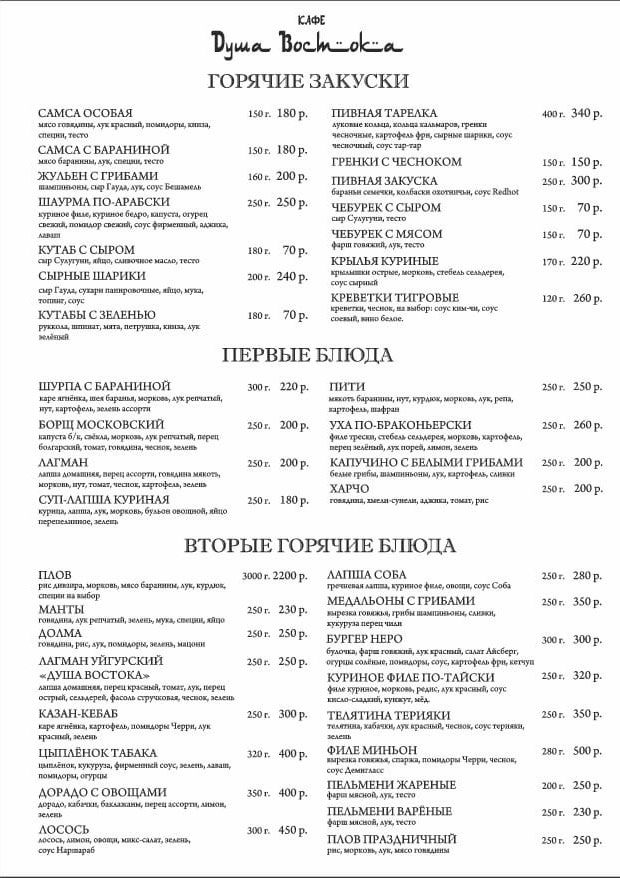 КАФЕ
Душа Востока
ГОРЯЧИЕ ЗАКУСКИ
САМСА ОСОБАЯ 150 г. 180 р.
мясо говядины, лук красный, помидоры, кинза,
специи, тесто
САМСА С БАРАНИНОЙ 150 г. 180 р.
мясо баранины, лук, специи, тесто
ЖУЛЬЕН С ГРИБАМИ 160 г. 200 р.
шампиньоны, сыр Гауда, лук, соус Бешамель
ШАУРМА ПО-АРАБСКИ 250 г. 250 р.
куриное филе, куриное бедро, капуста, огурец
свежий, помидор свежий, соус фирменный, аджика,
лаваш
КУТАБ С СЫРОМ 180 г. 70 р.
сыр Сулугуни, яйцо, сливочное масло, тесто
СЫРНЫЕ ШАРИКИ 200 г. 240 р.
сыр Гауда, сухари панировочные, яйцо, мука,
топинг, соус
КУТАБЫ С ЗЕЛЕНЬЮ 180 г. 70 р.
руккола, шпинат, мята, петрушка, кинза, лук
зелёный
ПИВНАЯ ТАРЕЛКА 400 г. 340 р.
луковые кольца, кольца кальмаров, гренки
чесночные, картофель фри, сырные шарики, соус
чесночный, соус тар-тар
ГРЕНКИ С ЧЕСНОКОМ 150 г. 150 р.
ПИВНАЯ ЗАКУСКА 250 г. 300 р.
бараньи семечки, колбаски охотничьи, соус Redhot
ЧЕБУРЕК С СЫРОМ 150 г. 70 р.
сыр Сулугуни, тесто
ЧЕБУРЕК С МЯСОМ 150 г. 70 р.
фарш говяжий, лук, тесто
КРЫЛЬЯ КУРИНЫЕ 170 г. 220 р.
крылышки острые, морковь, стебель сельдерея,
соус сырный
КРЕВЕТКИ ТИГРОВЫЕ 120 г. 260 р.
креветки, чеснок, на выбор: соус ким-чи, соус
соевый, вино белое.
ПЕРВЫЕ БЛЮДА
ШУРПА С БАРАНИНОЙ 300 г. 220 р.
каре ягнёнка, шея баранья, морковь, лук репчатый,
нут, картофель, зелень ассорти
БОРЩ МОСКОВСКИЙ 250 г. 200 р.
капуста б/к, свёкла, морковь, лук репчатый, перец
болгарский, томат, говядина, чеснок, зелень
ЛАГМАН 250 г. 200 р.
лапша домашняя, перец ассорти, говядина мякоть,
морковь, нут, томат, чеснок, картофель, зелень
СУП-ЛАПША КУРИНАЯ 250 г. 180 р.
курица, лапша, лук, морковь, бульон овощной, яйцо
перепелинное, зелень
ПИТИ 250 г. 250 р.
мякоть баранины, нут, курдюк, морковь, лук, репа,
картофель, шафран
УХА ПО-БРАКОНЬЕРСКИ 250 г. 260 р.
филе трески, стебель сельдерея, морковь, картофель,
перец зелёный, лук порей, лимон, зелень
КАПУЧИНО С БЕЛЫМИ ГРИБАМИ 250 г. 200 р.
белые грибы, шампиньоны, лук, картофель, сливки
ХАРЧО 250 г. 200 р.
говядина, хмели-сунели, аджика, томат, рис
ВТОРЫЕ ГОРЯЧИЕ БЛЮДА
ПЛОВ 3000 г. 2200 р.
рис дивзира, морковь, мясо баранины, лук, курдюк,
специи на выбор
МАНТЫ 250 г. 230 р.
говядина, лук репчатый, зелень, мука, специи, яйцо
ДОЛМА 250 г. 250 р.
говядина, рис, лук, помидоры, зелень, мацони
ЛАГМАН УЙГУРСКИЙ 250 г. 250 р.
«ДУША ВОСТОКА»
лапша домашняя, перец красный, томат, лук, перец
острый, сельдерей, фасоль стручковая, чеснок, зелень
КАЗАН-КЕБАБ 250 г. 300 р.
каре ягнёнка, картофель, помидоры Черри, лук
красный, зелень
ЦЫПЛЁНОК ТАБАКА 320 г. 400 р.
цыплёнок, кукуруза, фирменный соус, зелень, лаваш,
помидоры, огурцы
ДОРАДО С ОВОЩАМИ 350 г. 400 р.
дорадо, кабачки, баклажаны, перец ассорти, лимон,
зелень
ЛОСОСЬ 300 г. 450 р.
лосось, лимон, овощи, микс-салат, зелень,
соус Наршараб
ЛАПША СОБА 250 г. 280 р.
гречневая лапша, куриное филе, овощи, соус Соба
МЕДАЛЬОНЫ С ГРИБАМИ 250 г. 350 р.
вырезка говяжья, грибы шампиньоны, сливки,
кукуруза перец чили
БУРГЕР НЕРО 300 г. 300 р.
булочка, фарш говяжий, лук красный, салат Айсберг,
огурцы солёные, помидоры, соус, картофель фри, кетчуп
КУРИНОЕ ФИЛЕ ПО-ТАЙСКИ 250 г. 320 р.
филе куриное, морковь, редис, лук красный, соус
кисло-сладкий, кунжут, мёд.
ТЕЛЯТИНА ТЕРИЯКИ 250 г. 350 р.
телятина, кабачки, лук красный, чеснок, соус терияки,
зелень
ФИЛЕ МИНЬОН 280 г. 500 р.
вырезка говяжья, спаржа, помидоры Черри, чеснок,
соус Демигласс
ПЕЛЬМЕНИ ЖАРЕНЫЕ 200 г. 250 р.
фарш мясной, лук, тесто
ПЕЛЬМЕНИ ВАРЁНЫЕ 250 г. 230 р.
фарш мясной, лук, тесто
ПЛОВ ПРАЗДНИЧНЫЙ 250 г. 250 р.
рис, морковь, лук, мясо говядины